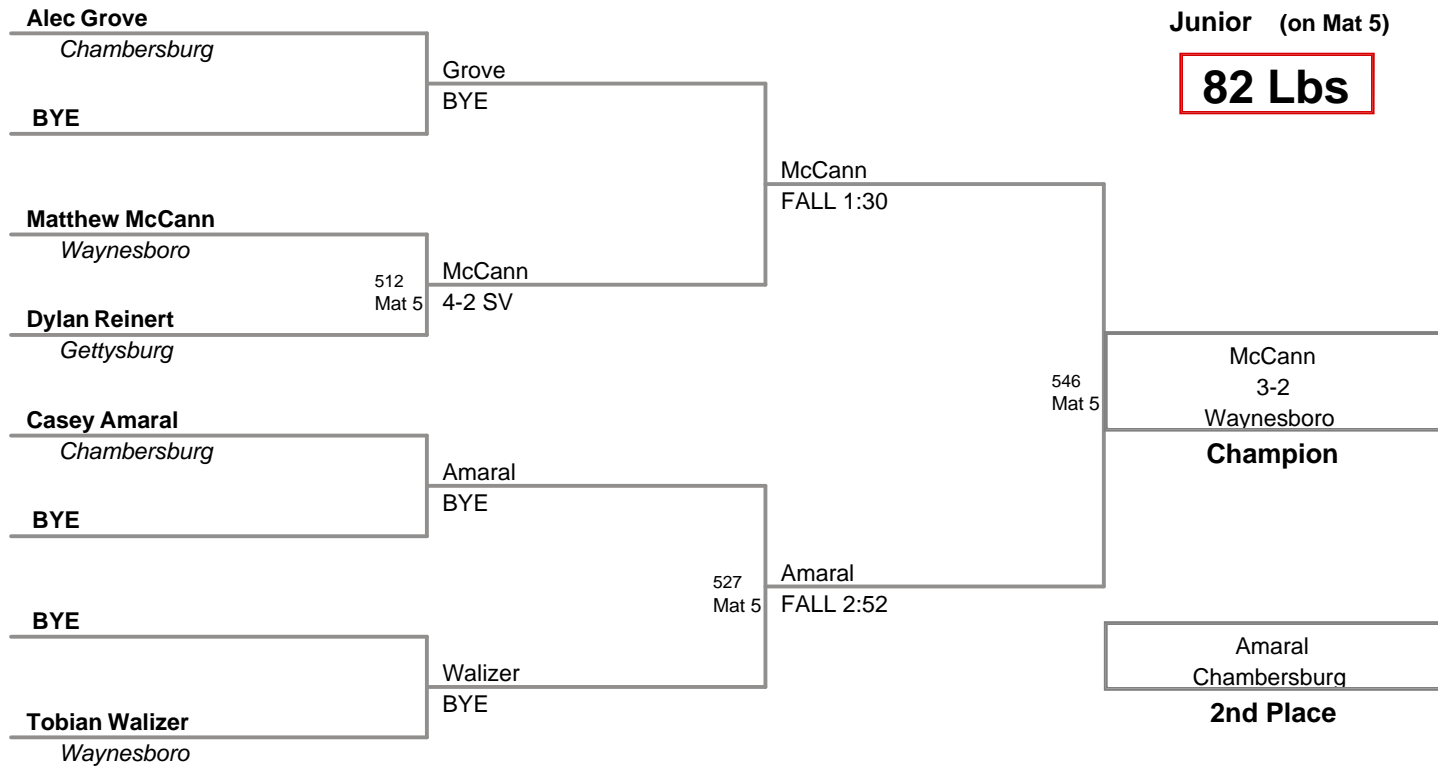 Alec Grove
Chambersburg
BYE
Matthew McCann
Waynesboro
Dylan Reinert
Gettysburg
Casey Amaral
Chambersburg
BYE
BYE
Tobian Walizer
Waynesboro
Grove
BYE
512
Mat 5
McCann
4-2 SV
Amaral
BYE
Walizer
BYE
McCann
FALL 1:30
527
Mat 5
Amaral
FALL 2:52
Junior (on Mat 5)
82 Lbs
546
Mat 5
McCann
3-2
Waynesboro
Champion
Amaral
Chambersburg
2nd Place